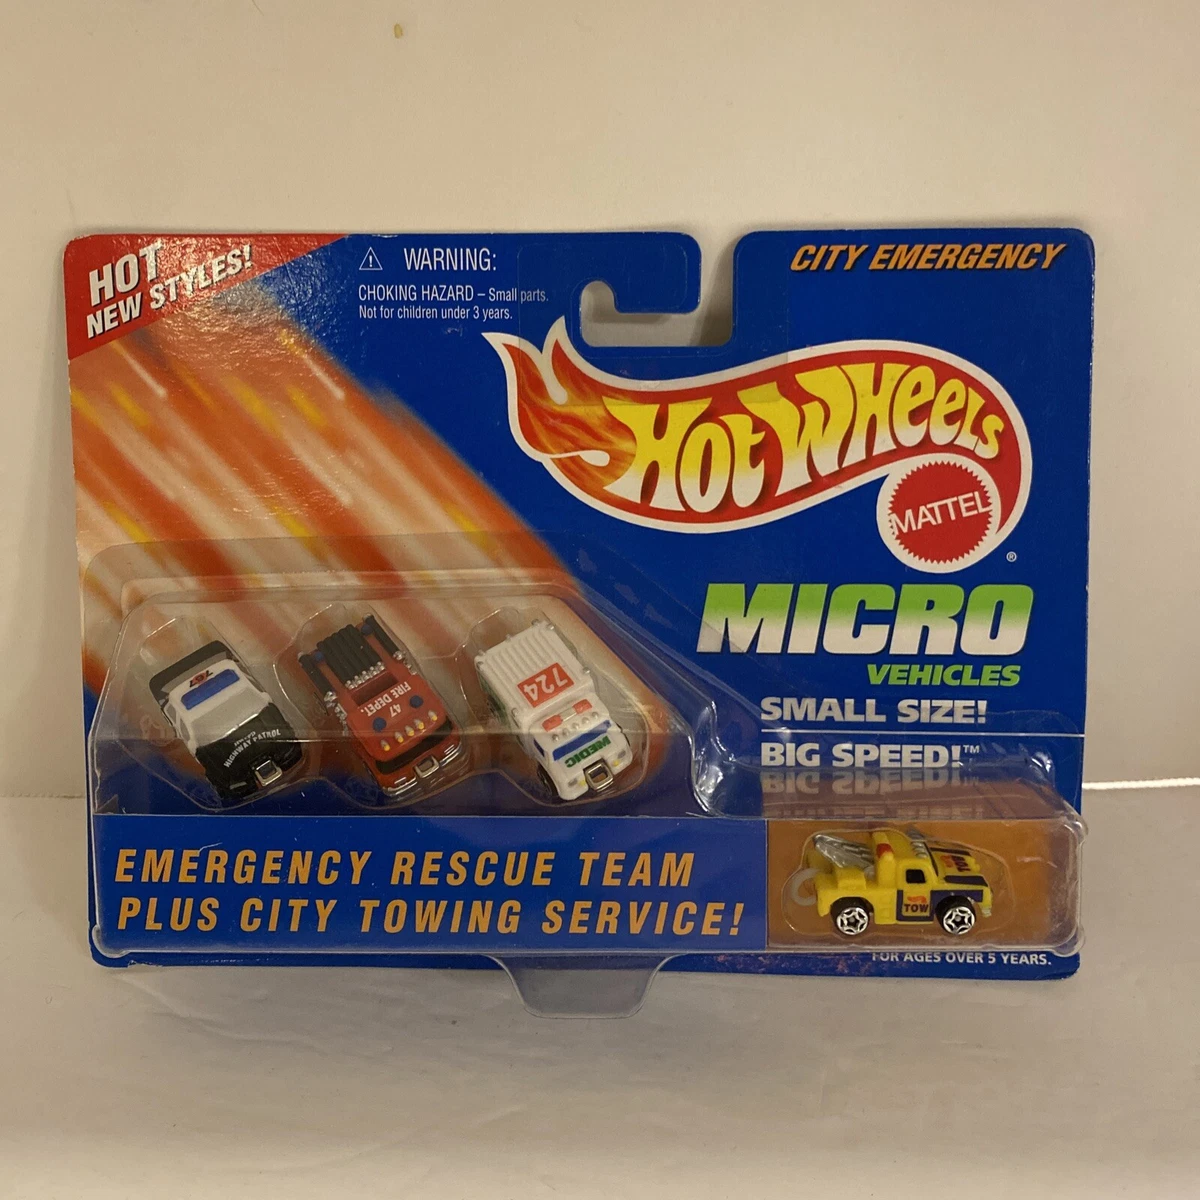 HOT
NEW STYLES!
WARNING:
CHOKING HAZARD – Small parts.
Not for children under 3 years.
CITY EMERGENCY
HOT WHEELS
MATTEL
®
MICRO
VEHICLES
SMALL SIZE!
BIG SPEED!™
767
HIGHWAY PATROL
47
FIRE DEPT.
724
MEDIC
EMERGENCY RESCUE TEAM
PLUS CITY TOWING SERVICE!
TOW
TOW
FOR AGES OVER 5 YEARS.